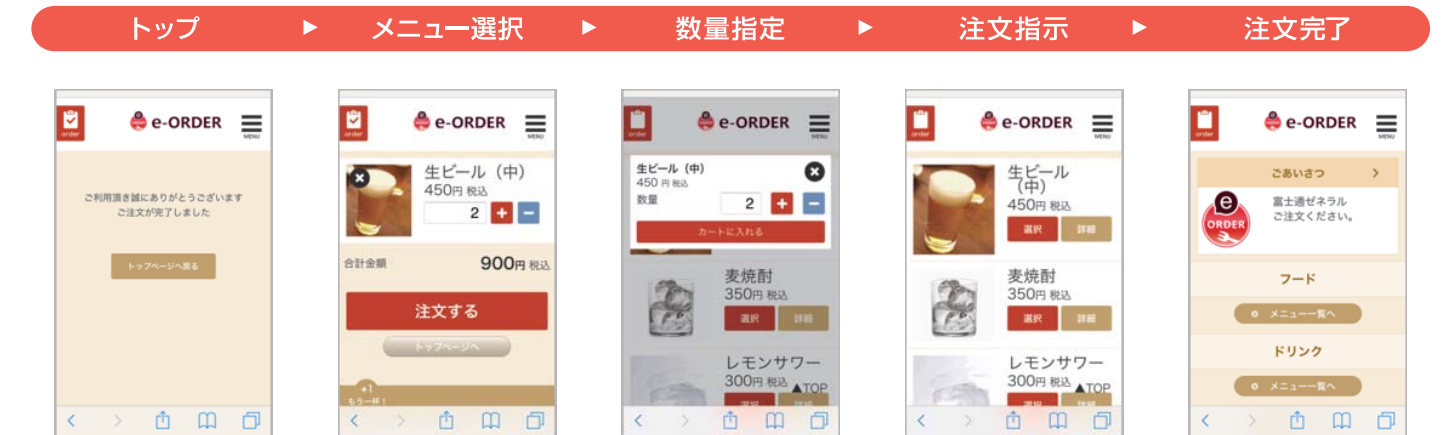 トップ ▶ メニュー選択 ▶ 数量指定 ▶ 注文指示 ▶ 注文完了
order
e-ORDER
MENU
ご利用頂き誠にありがとうございます
ご注文が完了しました
トップページへ戻る
order
e-ORDER
MENU
生ビール（中）
450円 税込
2
合計金額 900円 税込
注文する
トップページへ
+1
もう一杯！
order
e-ORDER
MENU
生ビール（中）
450 円 税込
数量 2
カートに入れる
麦焼酎
350円 税込
選択 詳細
レモンサワー
300円 税込
▲TOP
選択 詳細
order
e-ORDER
MENU
生ビール
（中）
450円 税込
選択 詳細
麦焼酎
350円 税込
選択 詳細
レモンサワー
300円 税込
▲TOP
選択 詳細
order
e-ORDER
MENU
ごあいさつ
e
ORDER
富士通ゼネラル
ご注文ください。
フード
メニュー一覧へ
ドリンク
メニュー一覧へ